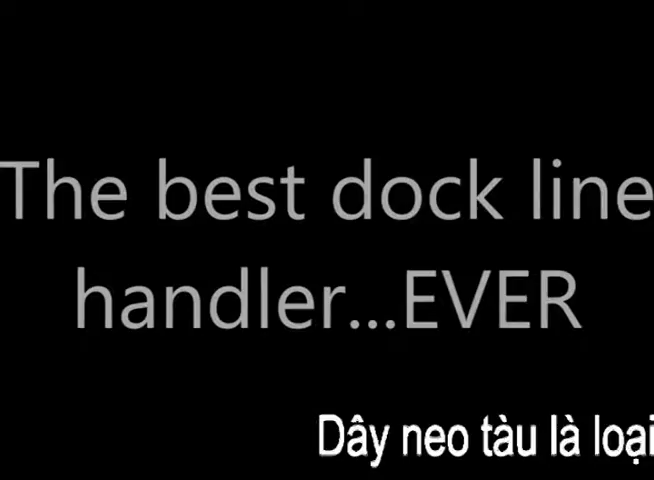 The best dock line
handler...EVER
Dây neo tàu là loại